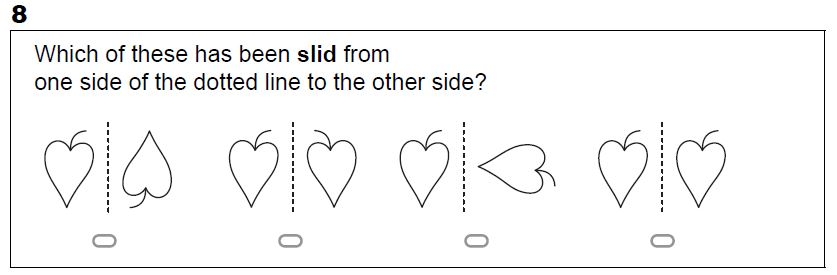 8
Which of these has been slid from
one side of the dotted line to the other side?